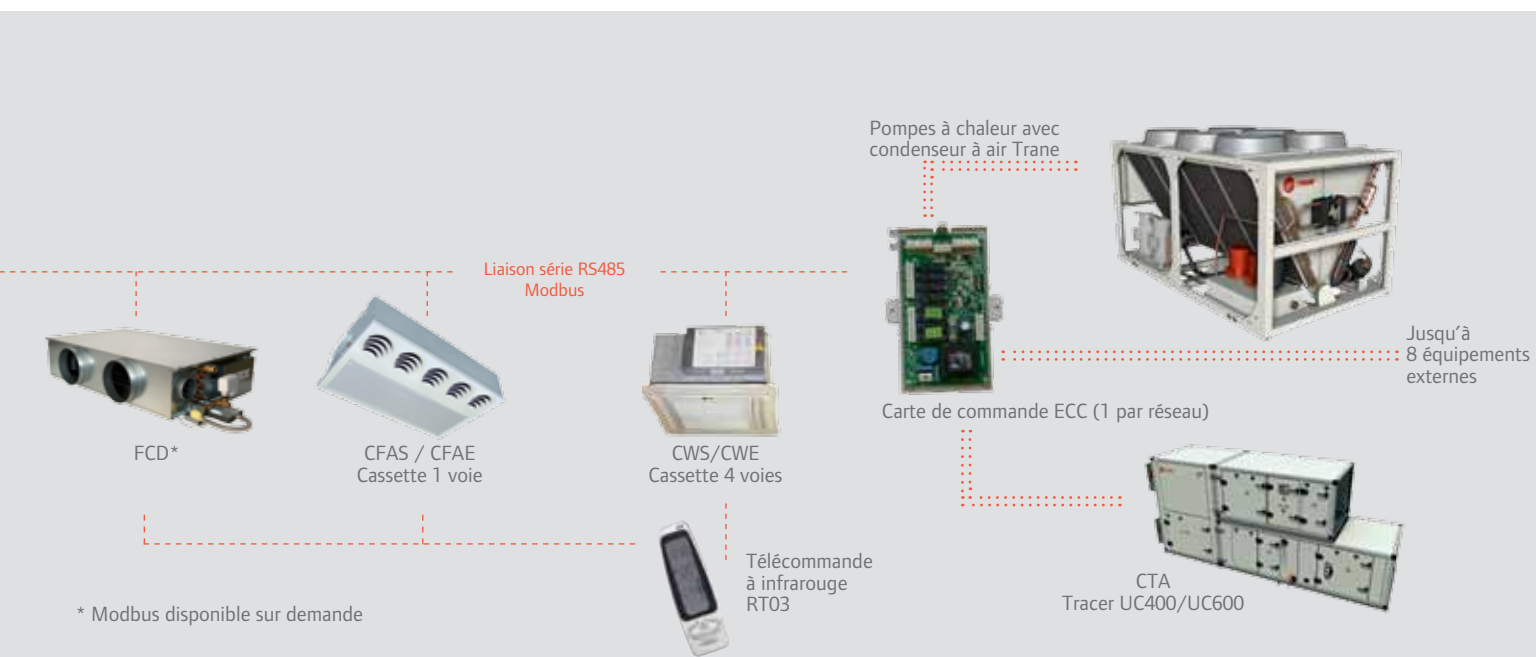 Pompes à chaleur avec
condenseur à air Trane
Liaison série RS485
Modbus
Jusqu'à
8 équipements
externes
Carte de commande ECC (1 par réseau)
FCD*
CFAS / CFAE
Cassette 1 voie
CWS/CWE
Cassette 4 voies
Télécommande
à infrarouge
RT03
CTA
Tracer UC400/UC600
* Modbus disponible sur demande